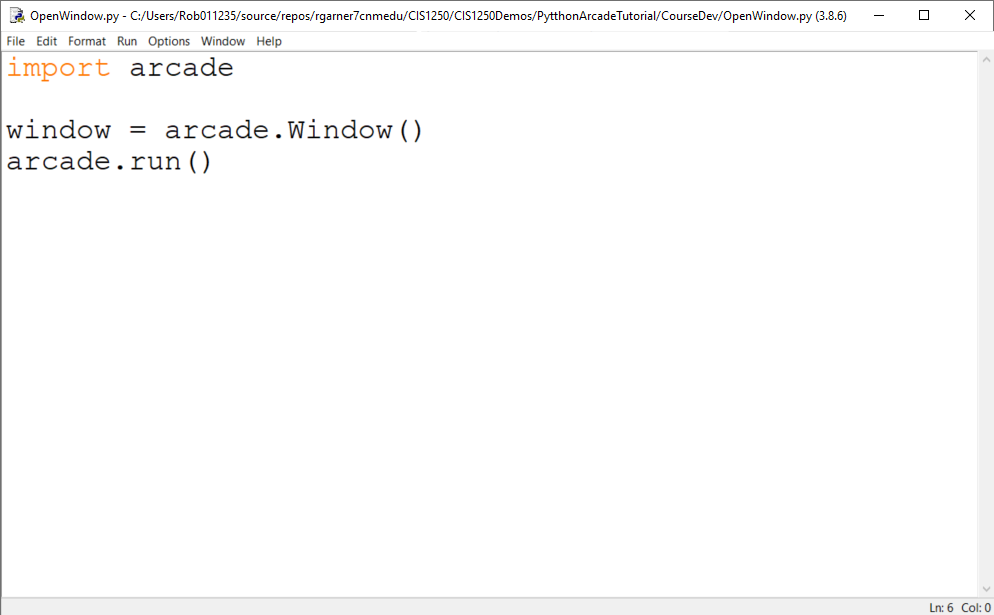 OpenWindow.py - C:/Users/Rob011235/source/repos/rgarner7cnmedu/CIS1250/CIS1250Demos/PytthonArcadeTutorial/CourseDev/OpenWindow.py (3.8.6)
File Edit Format Run Options Window Help
import arcade
window = arcade.Window()
arcade.run()
Ln: 6 Col: 0